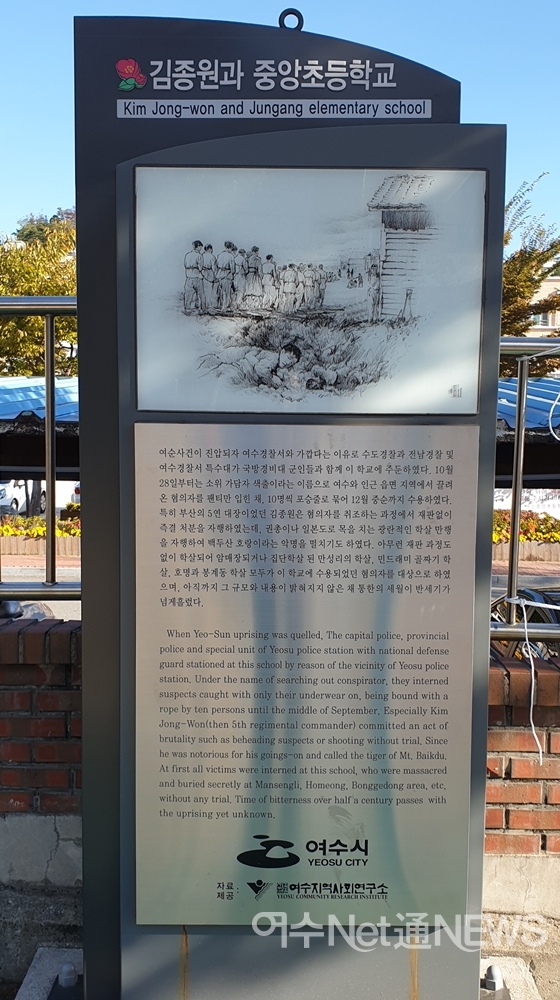 김종원과 중앙초등학교
Kim Jong-won and Jungang elementary school
여순사건이 진압되자 여수경찰서와 가깝다는 이유로 수도경찰과 전남경찰 및
여수경찰서 특수대가 국방경비대 군인들과 함께 이 학교에 주둔하였다. 10월
28일부터는 소위 가담자 색출이라는 이름으로 여수와 인근 읍면 지역에서 끌려
온 혐의자를 팬티만 입힌 채, 10명씩 포승줄로 묶어 12월 중순까지 수용하였다.
특히 부산의 5연 대장이었던 김종원은 혐의자를 취조하는 과정에서 재판없이
즉결 처분을 자행하였는데, 권총이나 일본도로 목을 치는 광란적인 학살 만행
을 자행하여 백두산 호랑이라는 악명을 떨치기도 하였다. 아무런 재판 과정도
없이 학살되어 암매장되거나 집단학살 된 만성리의 학살, 민드래미 골짜기 학
살, 호명과 봉계동 학살 모두가 이 학교에 수용되었던 혐의자를 대상으로 하였
으며, 아직까지 그 규모와 내용이 밝혀지지 않은 채 통한의 세월이 반세기가
넘게흘렀다.
When Yeo-Sun uprising was quelled, The capital police, provincial
police and special unit of Yeosu police station with national defense
guard stationed at this school by reason of the vicinity of Yeosu police
station. Under the name of searching out conspirator, they interned
suspects caught with only their underwear on, being bound with a
rope by ten persons until the middle of September. Especially Kim
Jong-Won(then 5th regimental commander) committed an act of
brutality such as beheading suspects or shooting without trial. Since
he was notorious for his goings-on and called the tiger of Mt. Baikdu.
At first all victims were interned at this school, who were massacred
and buried secretly at Mansengli, Homeong, Bonggedong area, etc,
without any trial. Time of bitterness over half a century passes with
the uprising yet unknown.
여수시
YEOSU CITY
자료
제공
여수지역사회연구소
YEOSU COMMUNITY RESEARCH INSTITUTE
여수Net通NEWS